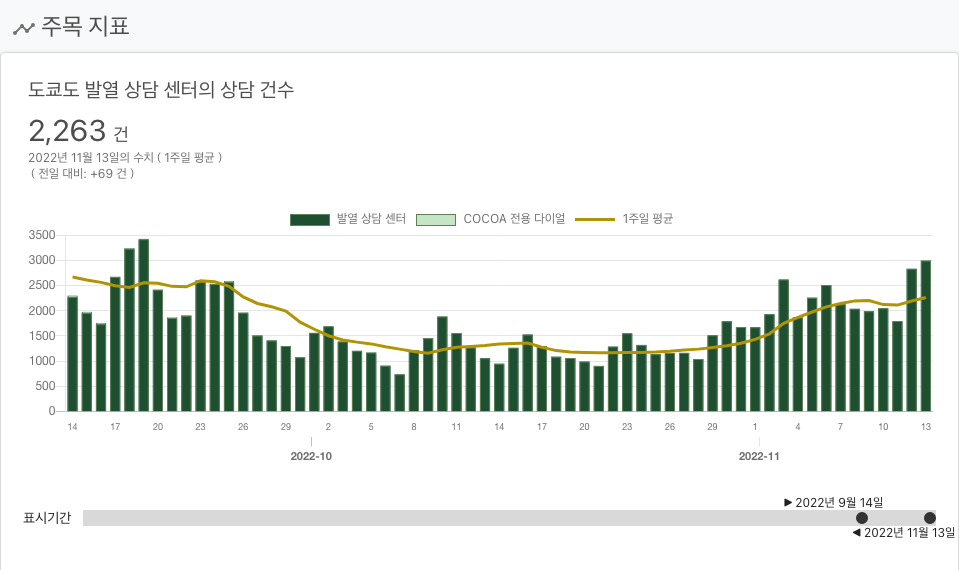 주목 지표
도쿄도 발열 상담 센터의 상담 건수
2,263 건
2022년 11월 13일의 수치 ( 1주일 평균 )
( 전일 대비: +69 건 )
발열 상담 센터 COCOA 전용 다이얼 1주일 평균
3500
3000
2500
2000
1500
1000
500
0
14 17 20 23 26 29 2 5 8 11 14 17 20 23 26 29 1 4 7 10 13
2022-10 2022-11
▶ 2022년 9월 14일
표시기간
◀ 2022년 11월 13일